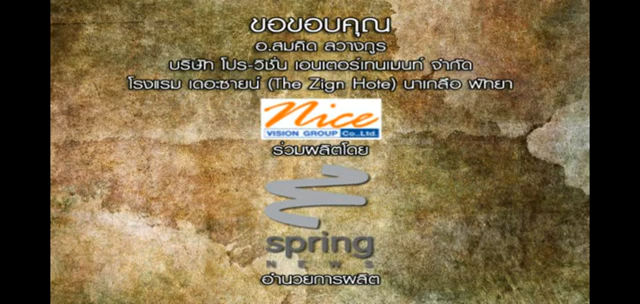 ขอขอบคุณ
อ.สมคิด ลวางกูร
บริษัท โปร-วิชั่น เอนเตอร์เทนเมนท์ จำกัด
โรงแรม เดอะซายน์ (The Zign Hote) นาเกลือ พัทยา
nice
VISION GROUP Co.,Ltd.
ร่วมผลิตโดย
spring
NEWS
อำนวยการผลิต